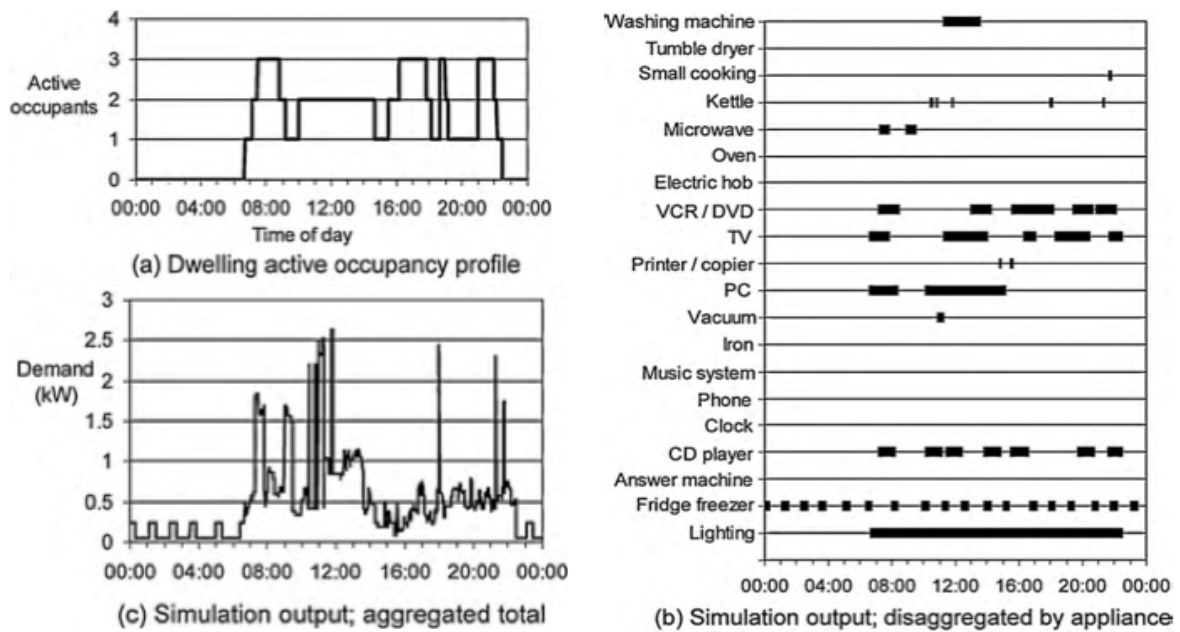 4
3
Active
occupants
2
1
0
00:00 04:00 08:00 12:00 16:00 20:00 00:00
Time of day
(a) Dwelling active occupancy profile
3
2.5
Demand
(kW)
2
1.5
1
0.5
0
00:00 04:00 08:00 12:00 16:00 20:00 00:00
(c) Simulation output; aggregated total
Washing machine
Tumble dryer
Small cooking
Kettle
Microwave
Oven
Electric hob
VCR / DVD
TV
Printer / copier
PC
Vacuum
Iron
Music system
Phone
Clock
CD player
Answer machine
Fridge freezer
Lighting
00:00 04:00 08:00 12:00 16:00 20:00 00:00
(b) Simulation output; disaggregated by appliance